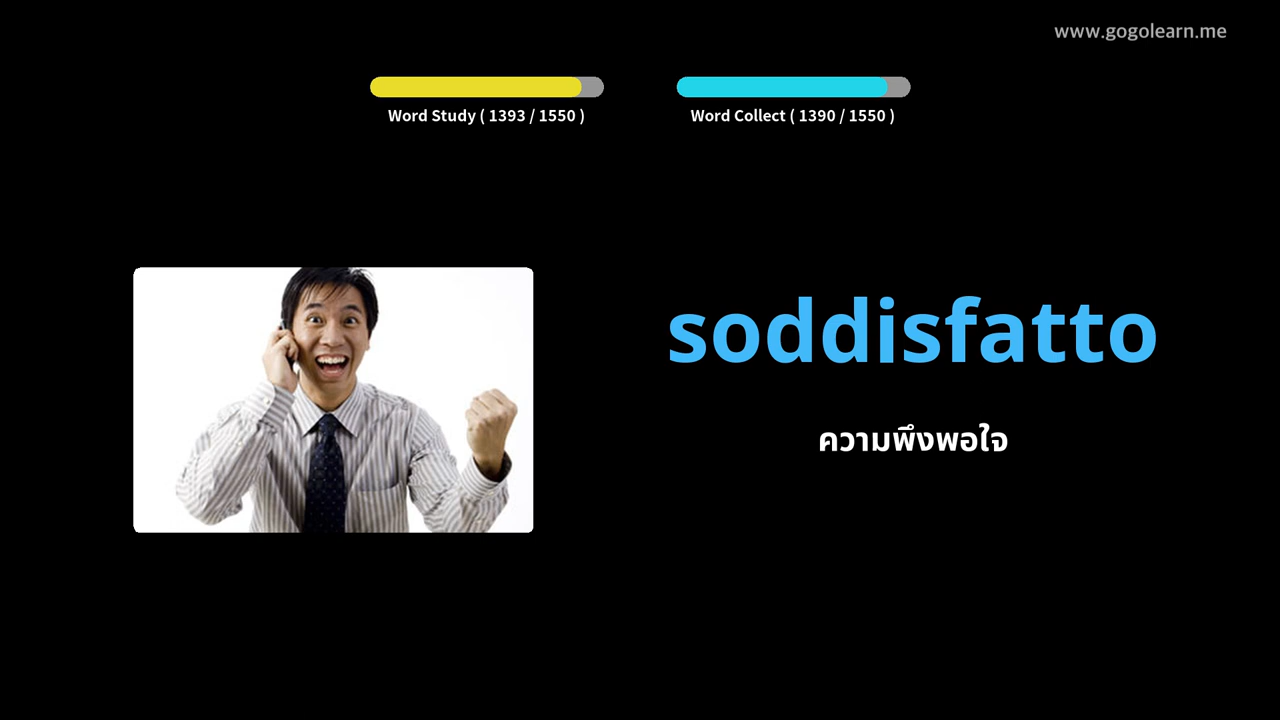 www.gogolearn.me
Word Study ( 1393 / 1550 )
Word Collect ( 1390 / 1550 )
soddisfatto
ความพึงพอใจ